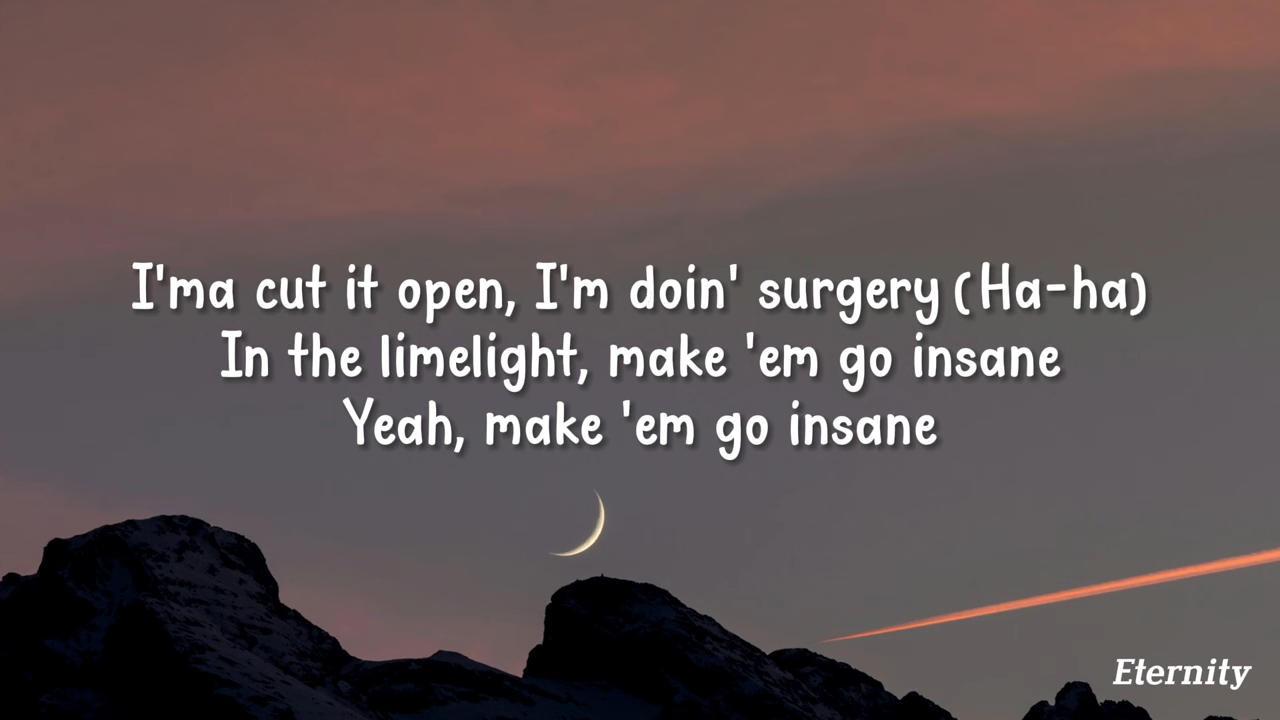 I'ma cut it open, I'm doin' surgery (Ha-ha)
In the limelight, make 'em go insane
Yeah, make 'em go insane
Eternity